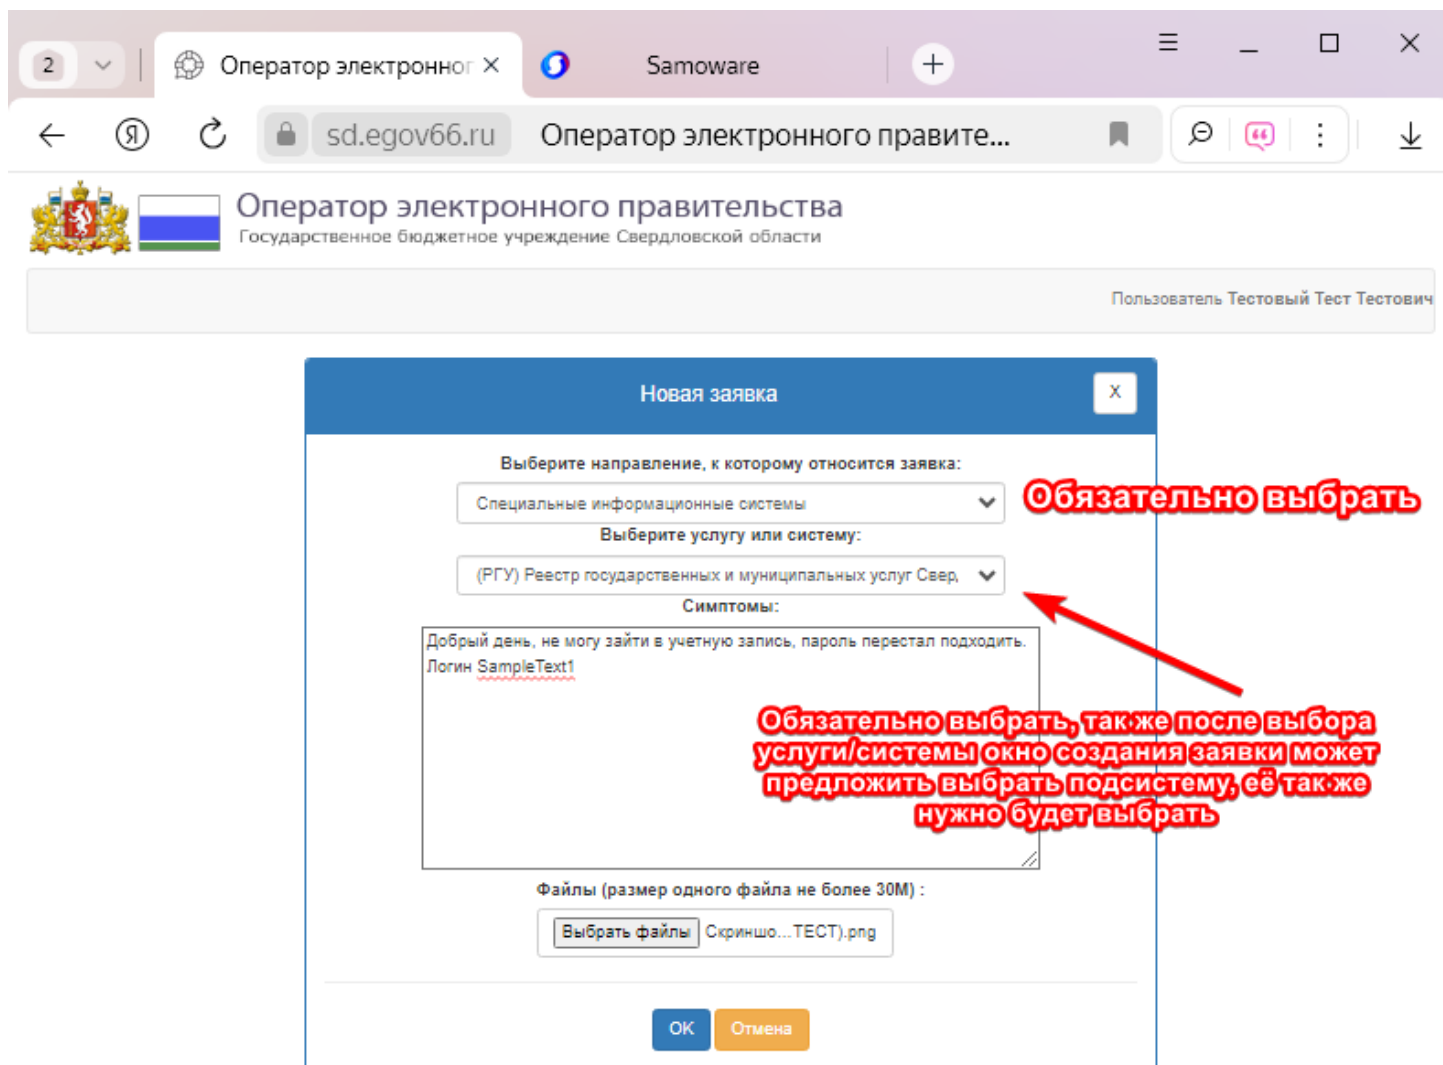 2
Оператор электронног
Samoware
sd.egov66.ru
Оператор электронного правите...
Оператор электронного правительства
Государственное бюджетное учреждение Свердловской области
Пользователь Тестовый Тест Тестович
Новая заявка
X
Выберите направление, к которому относится заявка:
Специальные информационные системы
Обязательно выбрать
Выберите услугу или систему:
(РГУ) Реестр государственных и муниципальных услуг Свер,
Симптомы:
Добрый день, не могу зайти в учетную запись, пароль перестал подходить.
Логин SampleText1
Обязательно выбрать, так же после выбора
услуги/системы окно создания заявки может
предложить выбрать подсистему, её так же
нужно будет выбрать
Файлы (размер одного файла не более 30М) :
Выбрать файлы Скриншо...ТЕСТ).png
OK
Отмена